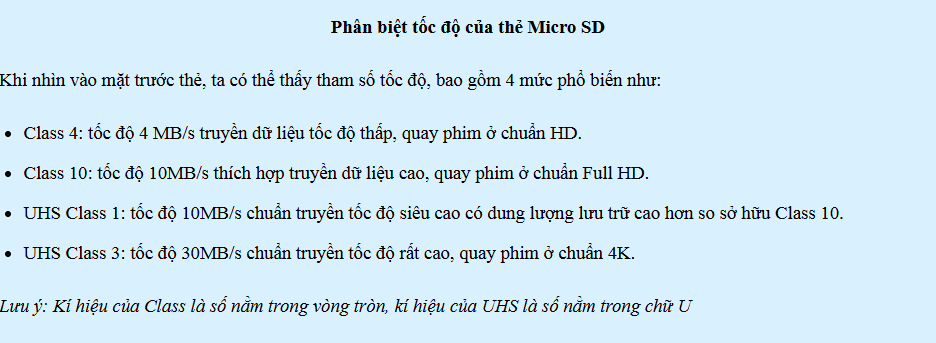 Phân biệt tốc độ của thẻ Micro SD
Khi nhìn vào mặt trước thẻ, ta có thể thấy tham số tốc độ, bao gồm 4 mức phổ biến như:
• Class 4: tốc độ 4 MB/s truyền dữ liệu tốc độ thấp, quay phim ở chuẩn HD.
• Class 10: tốc độ 10MB/s thích hợp truyền dữ liệu cao, quay phim ở chuẩn Full HD.
• UHS Class 1: tốc độ 10MB/s chuẩn truyền tốc độ siêu cao có dung lượng lưu trữ cao hơn so sở hữu Class 10.
• UHS Class 3: tốc độ 30MB/s chuẩn truyền tốc độ rất cao, quay phim ở chuẩn 4K.
Lưu ý: Kí hiệu của Class là số nằm trong vòng tròn, kí hiệu của UHS là số nằm trong chữ U